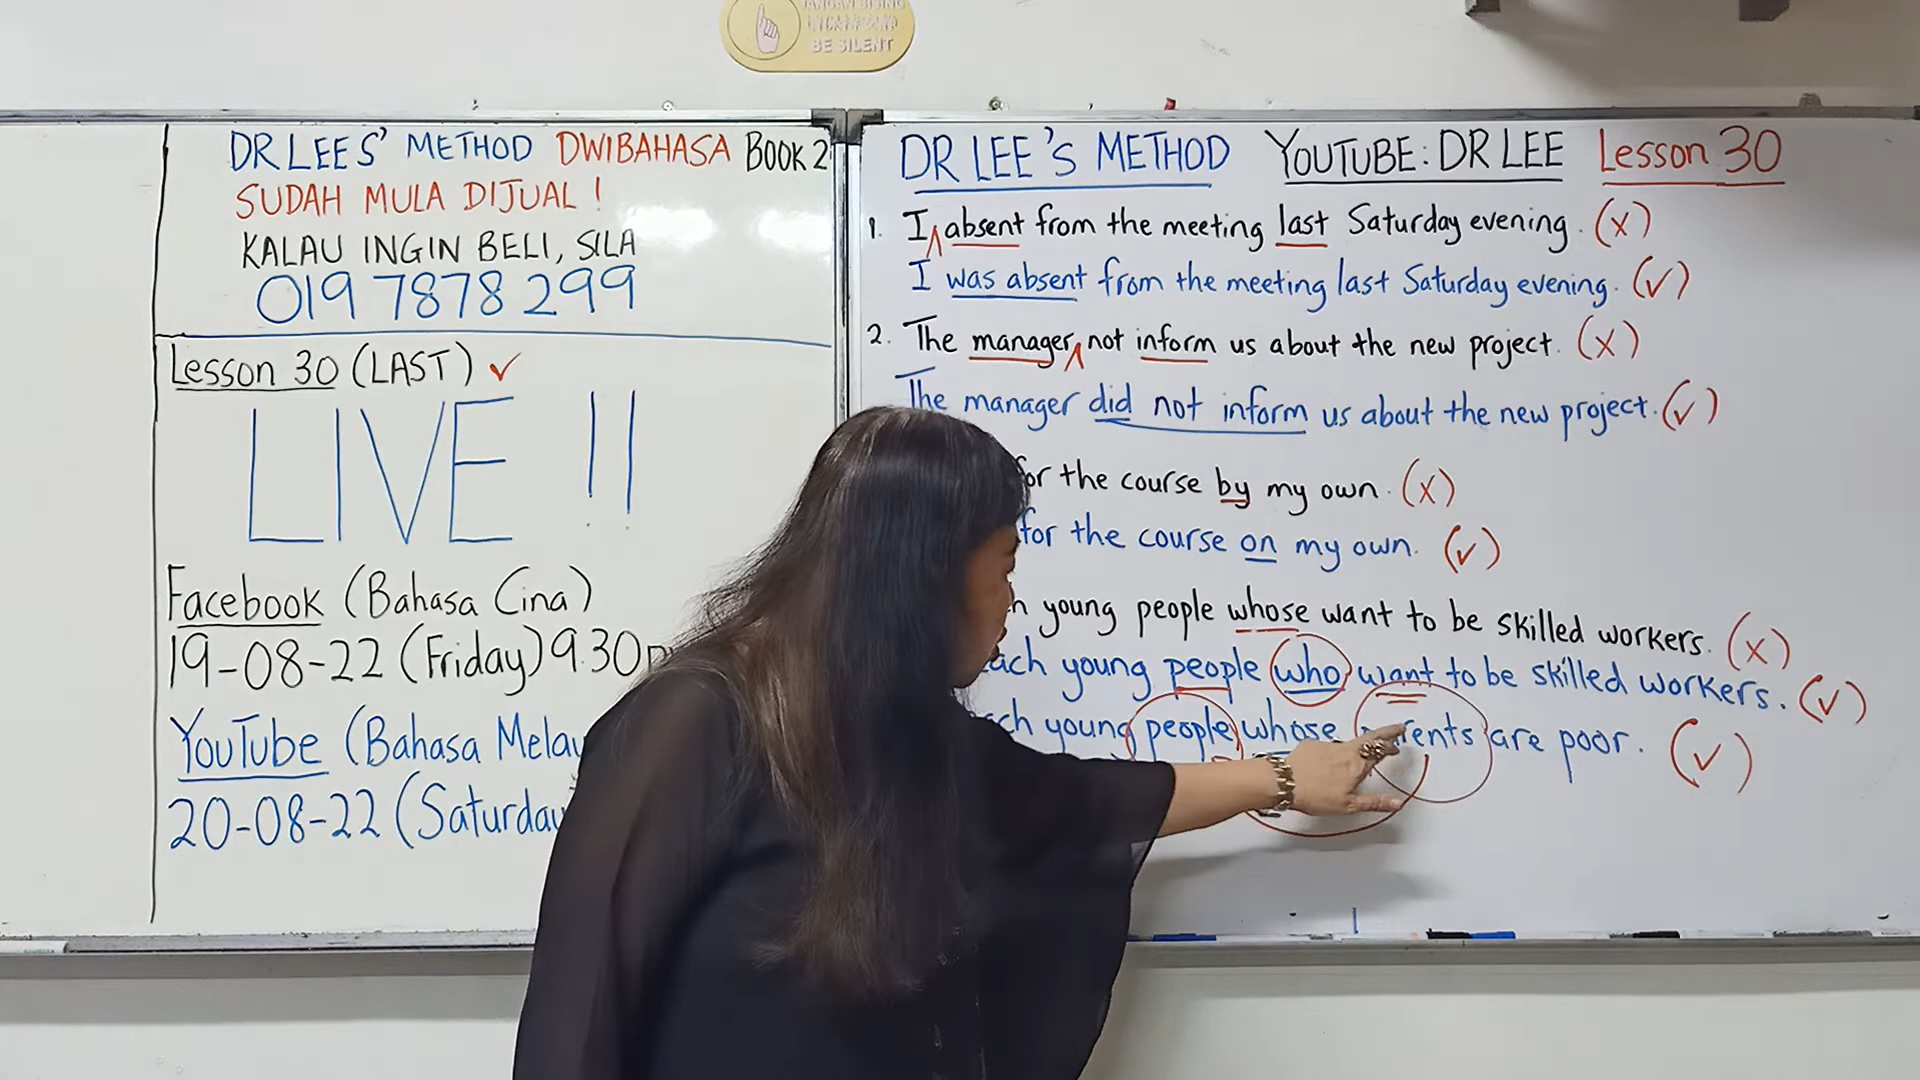 JANGAN BISING
BE SILENT
DR LEES' METHOD DWIBAHASA BOOK 2
SUDAH MULA DIJUAL !
KALAU INGIN BELI, SILA
019 7878 299
Lesson 30 (LAST) ✓
LIVE !!
Facebook (Bahasa Cina)
19-08-22 (Friday) 9.30
YouTube (Bahasa
20-08-22 (Saturday
DR LEE'S METHOD YOUTUBE: DR LEE Lesson 30
1. I ∧ absent from the meeting last Saturday evening. (x)
I was absent from the meeting last Saturday evening. (✓)
2. The manager ∧ not inform us about the new project. (x)
The manager did not inform us about the new project. (✓)
for the course by my own. (x)
for the course on my own. (✓)
young people whose want to be skilled workers. (x)
young people who want to be skilled workers. (✓)
young people whose are poor. (✓)